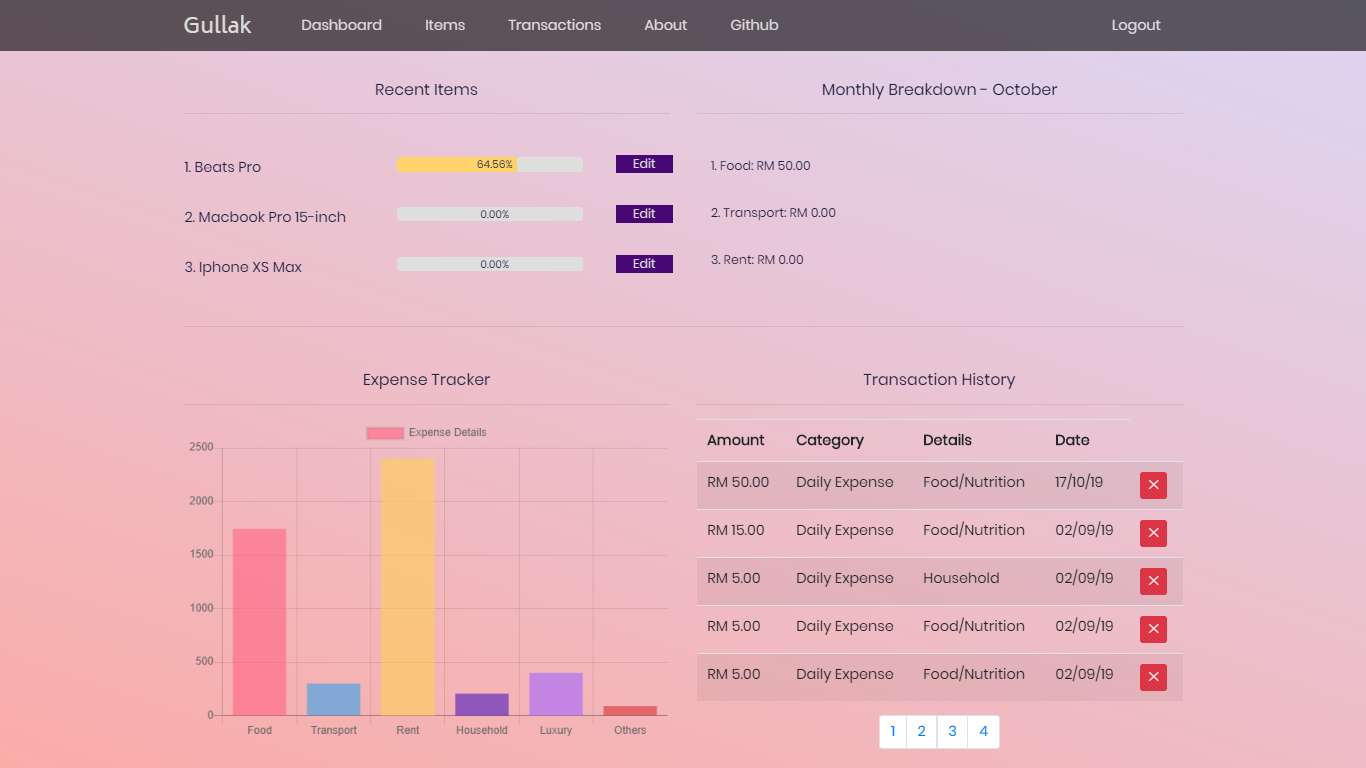 Gullak Dashboard Items Transactions About Github Logout
Recent Items
1. Beats Pro 64.56% Edit
2. Macbook Pro 15-inch 0.00% Edit
3. Iphone XS Max 0.00% Edit
Monthly Breakdown - October
1. Food: RM 50.00
2. Transport: RM 0.00
3. Rent: RM 0.00
Expense Tracker
Expense Details
2500
2000
1500
1000
500
0
Food Transport Rent Household Luxury Others
Transaction History
Amount Category Details Date
RM 50.00 Daily Expense Food/Nutrition 17/10/19 ×
RM 15.00 Daily Expense Food/Nutrition 02/09/19 ×
RM 5.00 Daily Expense Household 02/09/19 ×
RM 5.00 Daily Expense Food/Nutrition 02/09/19 ×
RM 5.00 Daily Expense Food/Nutrition 02/09/19 ×
1 2 3 4